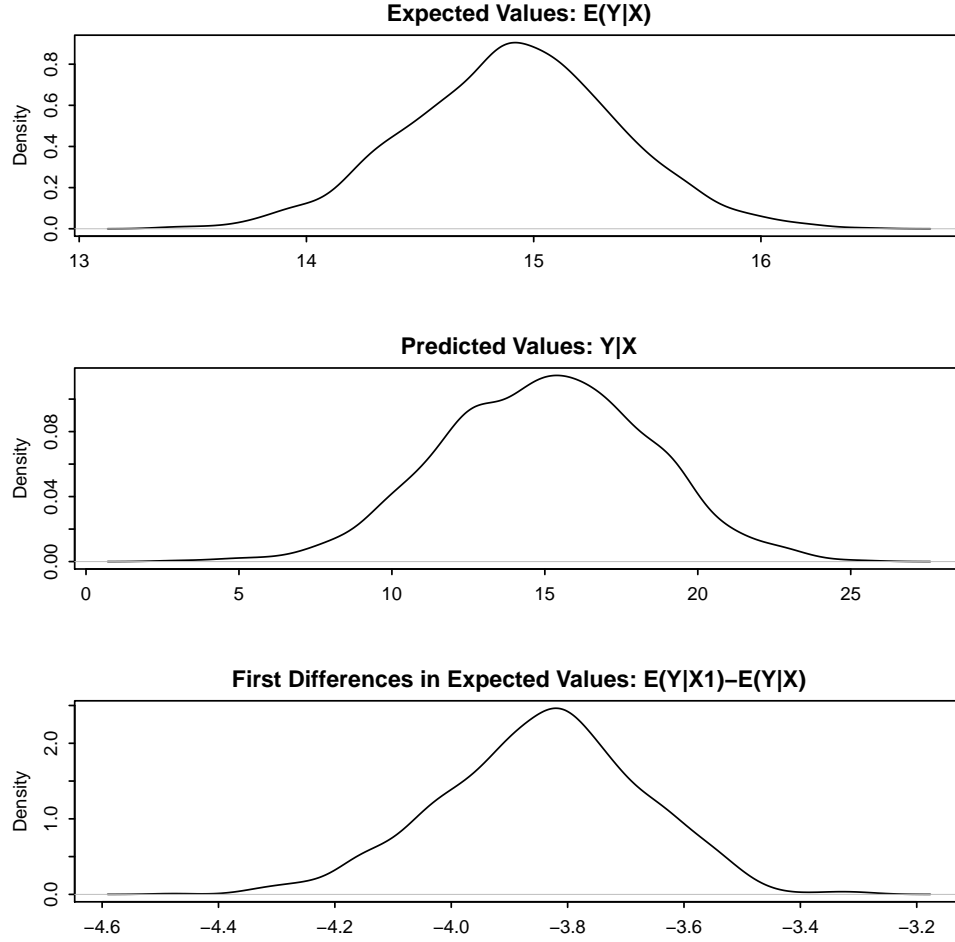 Expected Values: E(Y|X)
Density
0.0 0.2 0.4 0.6 0.8
13 14 15 16
Predicted Values: Y|X
Density
0.00 0.04 0.08
0 5 10 15 20 25
First Differences in Expected Values: E(Y|X1)−E(Y|X)
Density
0.0 1.0 2.0
−4.6 −4.4 −4.2 −4.0 −3.8 −3.6 −3.4 −3.2